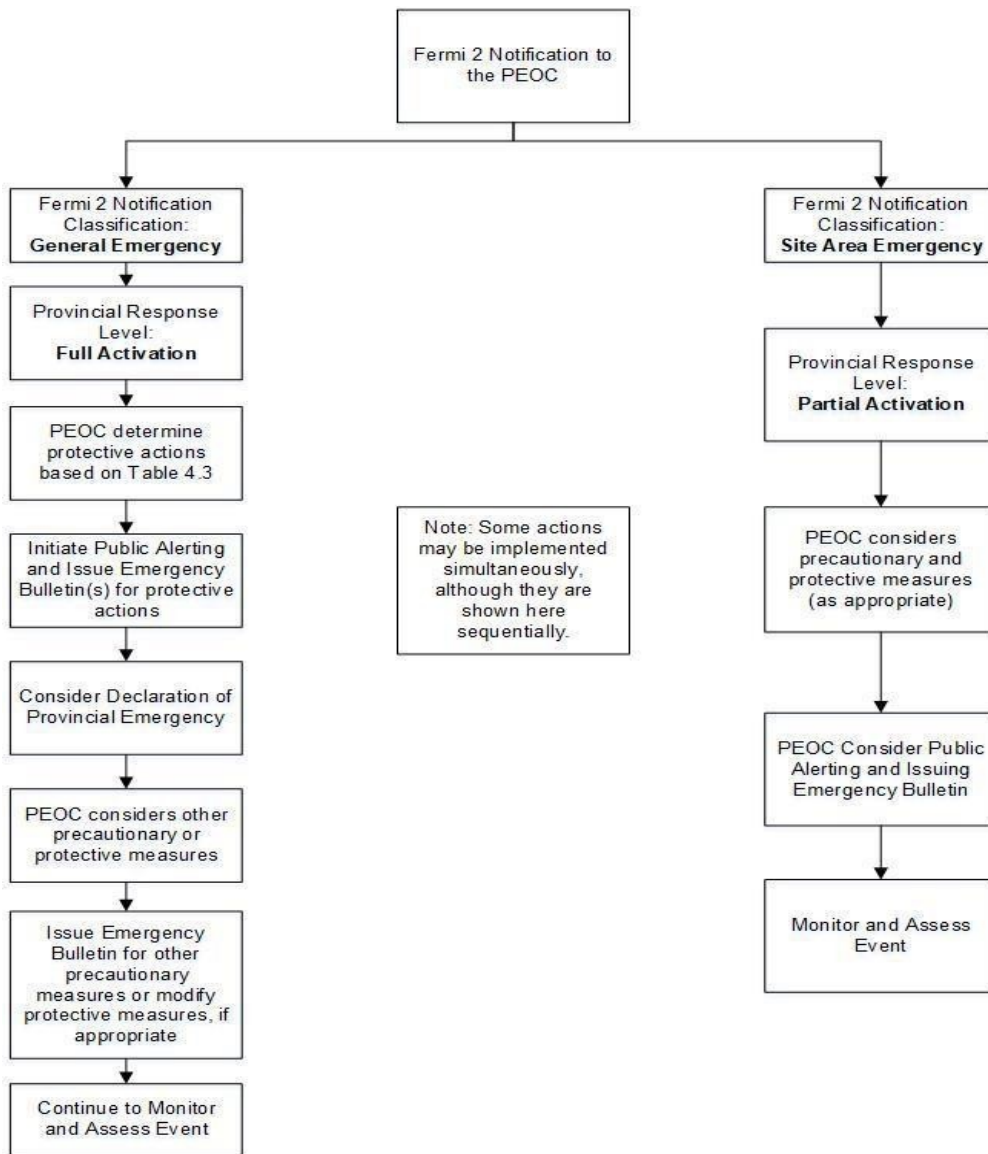 Fermi 2 Notification to
the PEOC
Fermi 2 Notification
Classification:
General Emergency
Provincial Response
Level:
Full Activation
PEOC determine
protective actions
based on Table 4.3
Initiate Public Alerting
and Issue Emergency
Bulletin(s) for protective
actions
Consider Declaration of
Provincial Emergency
PEOC considers other
precautionary or
protective measures
Issue Emergency
Bulletin for other
precautionary
measures or modify
protective measures, if
appropriate
Continue to Monitor
and Assess Event
Note: Some actions
may be implemented
simultaneously,
although they are
shown here
sequentially.
Fermi 2 Notification
Classification:
Site Area Emergency
Provincial Response
Level:
Partial Activation
PEOC considers
precautionary and
protective measures
(as appropriate)
PEOC Consider Public
Alerting and Issuing
Emergency Bulletin
Monitor and Assess
Event